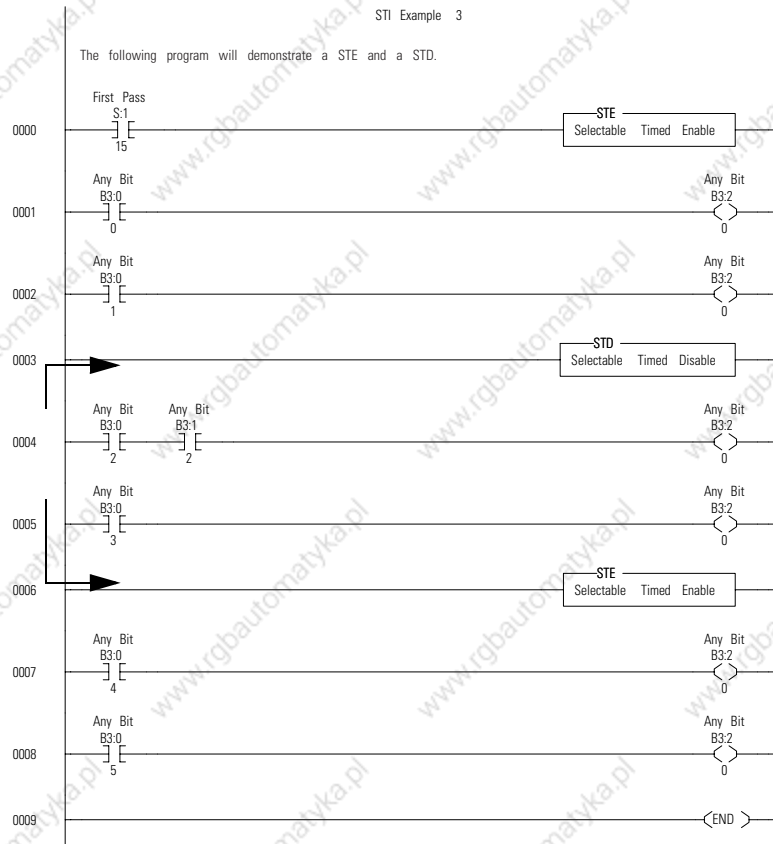 STI Example 3
The following program will demonstrate a STE and a STD.
First Pass
S:1
STE
0000
Selectable Timed Enable
15
Any Bit Any Bit
B3:0 B3:2
0001
0 0
Any Bit Any Bit
B3:0 B3:2
0002
1 0
STD
0003
Selectable Timed Disable
Any Bit Any Bit Any Bit
B3:0 B3:1 B3:2
0004
2 2 0
Any Bit Any Bit
B3:0 B3:2
0005
3 0
STE
0006
Selectable Timed Enable
Any Bit Any Bit
B3:0 B3:2
0007
4 0
Any Bit Any Bit
B3:0 B3:2
0008
5 0
0009 END
www.rgbautomatyka.pl